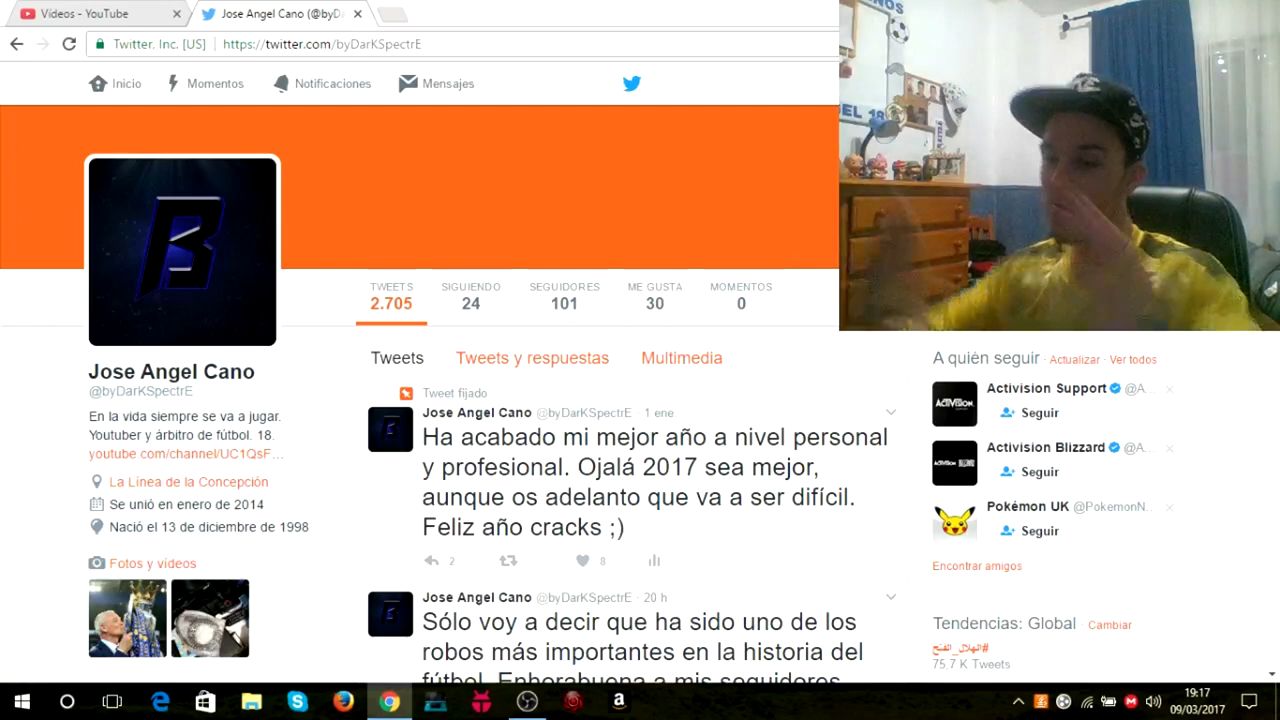 Vídeos - YouTube
Jose Angel Cano (@byDa
Twitter, Inc. [US]
https://twitter.com/byDarKSpectrE
Inicio
Momentos
Notificaciones
Mensajes
B
TWEETS
2.705
SIGUIENDO
24
SEGUIDORES
101
ME GUSTA
30
MOMENTOS
0
Jose Angel Cano
@byDarKSpectrE
En la vida siempre se va a jugar.
Youtuber y árbitro de fútbol. 18.
youtube.com/channel/UC1QsF…
La Línea de la Concepción
Se unió en enero de 2014
Nació el 13 de diciembre de 1998
Fotos y vídeos
Tweets
Tweets y respuestas
Multimedia
Tweet fijado
Jose Angel Cano @byDarKSpectrE · 1 ene
Ha acabado mi mejor año a nivel personal
y profesional. Ojalá 2017 sea mejor,
aunque os adelanto que va a ser difícil.
Feliz año cracks ;)
2
8
Jose Angel Cano @byDarKSpectrE · 20 h
Sólo voy a decir que ha sido uno de los
robos más importantes en la historia del
fútbol. Enhorabuena a mis seguidores
A quién seguir · Actualizar · Ver todos
Activision Support @A...
ACTIVISION
Seguir
Activision Blizzard @A...
Seguir
Pokémon UK @PokemonN...
Seguir
Encontrar amigos
Tendencias: Global · Cambiar
#الهلال_الفتح
75,7 K Tweets
19:17
09/03/2017